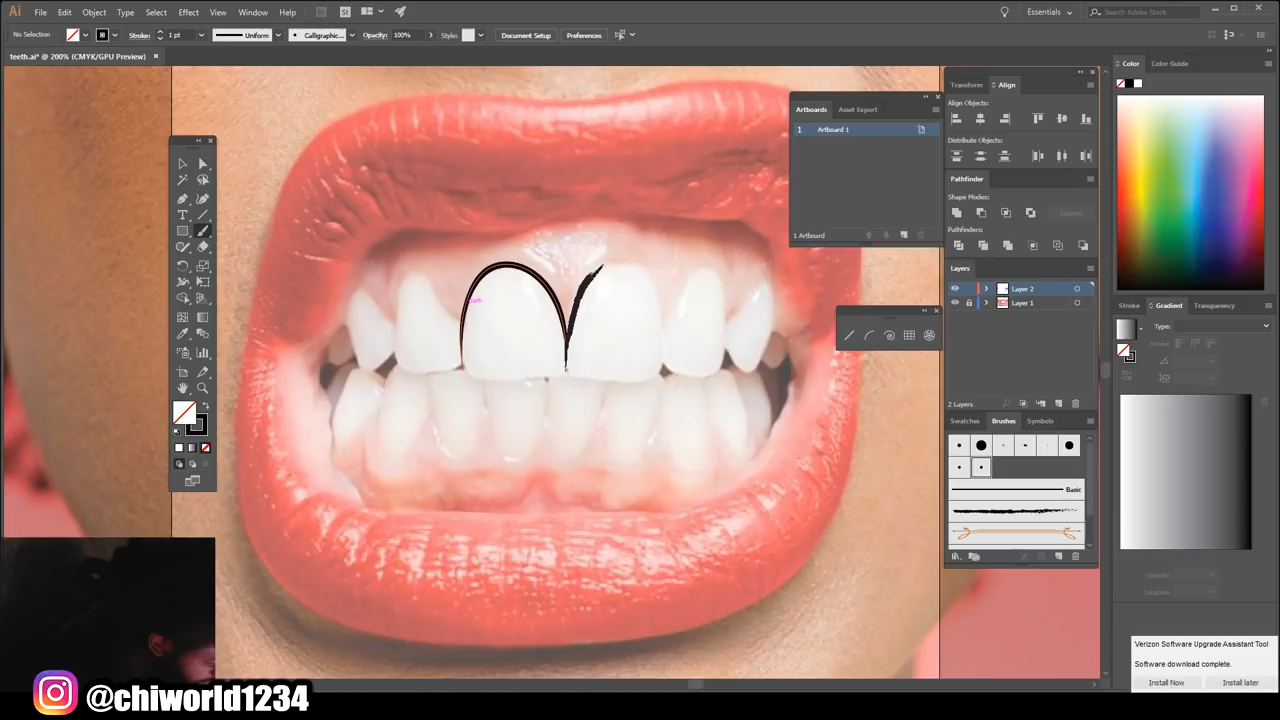 Ai File Edit Object Type Select Effect View Window Help St Essentials Search Adobe Stock
No Selection Stroke: 1 pt Uniform Calligraphic... Opacity: 100% Style: Document Setup Preferences
teeth.ai* @ 200% (CMYK/GPU Preview) ×
Color Color Guide
Transform Align
Align Objects:
Artboards Asset Export
1 Artboard 1
Distribute Objects:
Pathfinder
Shape Modes:
Expand
Pathfinders:
1 Artboard
Layers
Layer 2
Layer 1
path
Stroke Gradient Transparency
Type:
Stroke:
2 Layers
Swatches Brushes Symbols
Basic
Opacity:
Location:
Verizon Software Upgrade Assistant Tool
Software download complete.
Install Now Install later
@chiworld1234